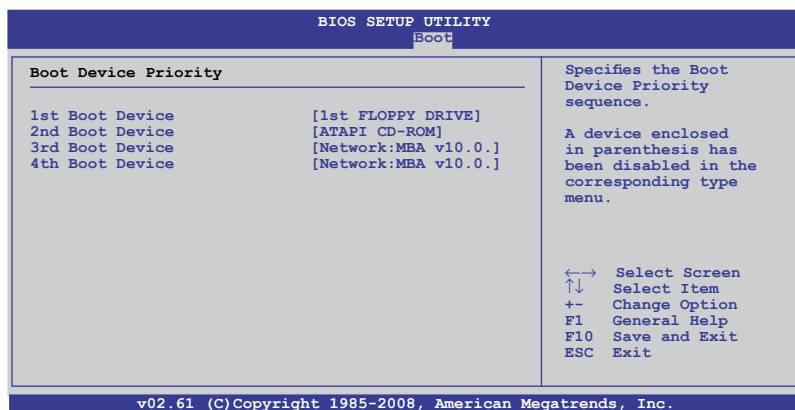 BIOS SETUP UTILITY
Boot
Boot Device Priority
1st Boot Device [1st FLOPPY DRIVE]
2nd Boot Device [ATAPI CD-ROM]
3rd Boot Device [Network:MBA v10.0.]
4th Boot Device [Network:MBA v10.0.]
Specifies the Boot
Device Priority
sequence.
A device enclosed
in parenthesis has
been disabled in the
corresponding type
menu.
←→ Select Screen
↑↓ Select Item
+- Change Option
F1 General Help
F10 Save and Exit
ESC Exit
v02.61 (C)Copyright 1985-2008, American Megatrends, Inc.